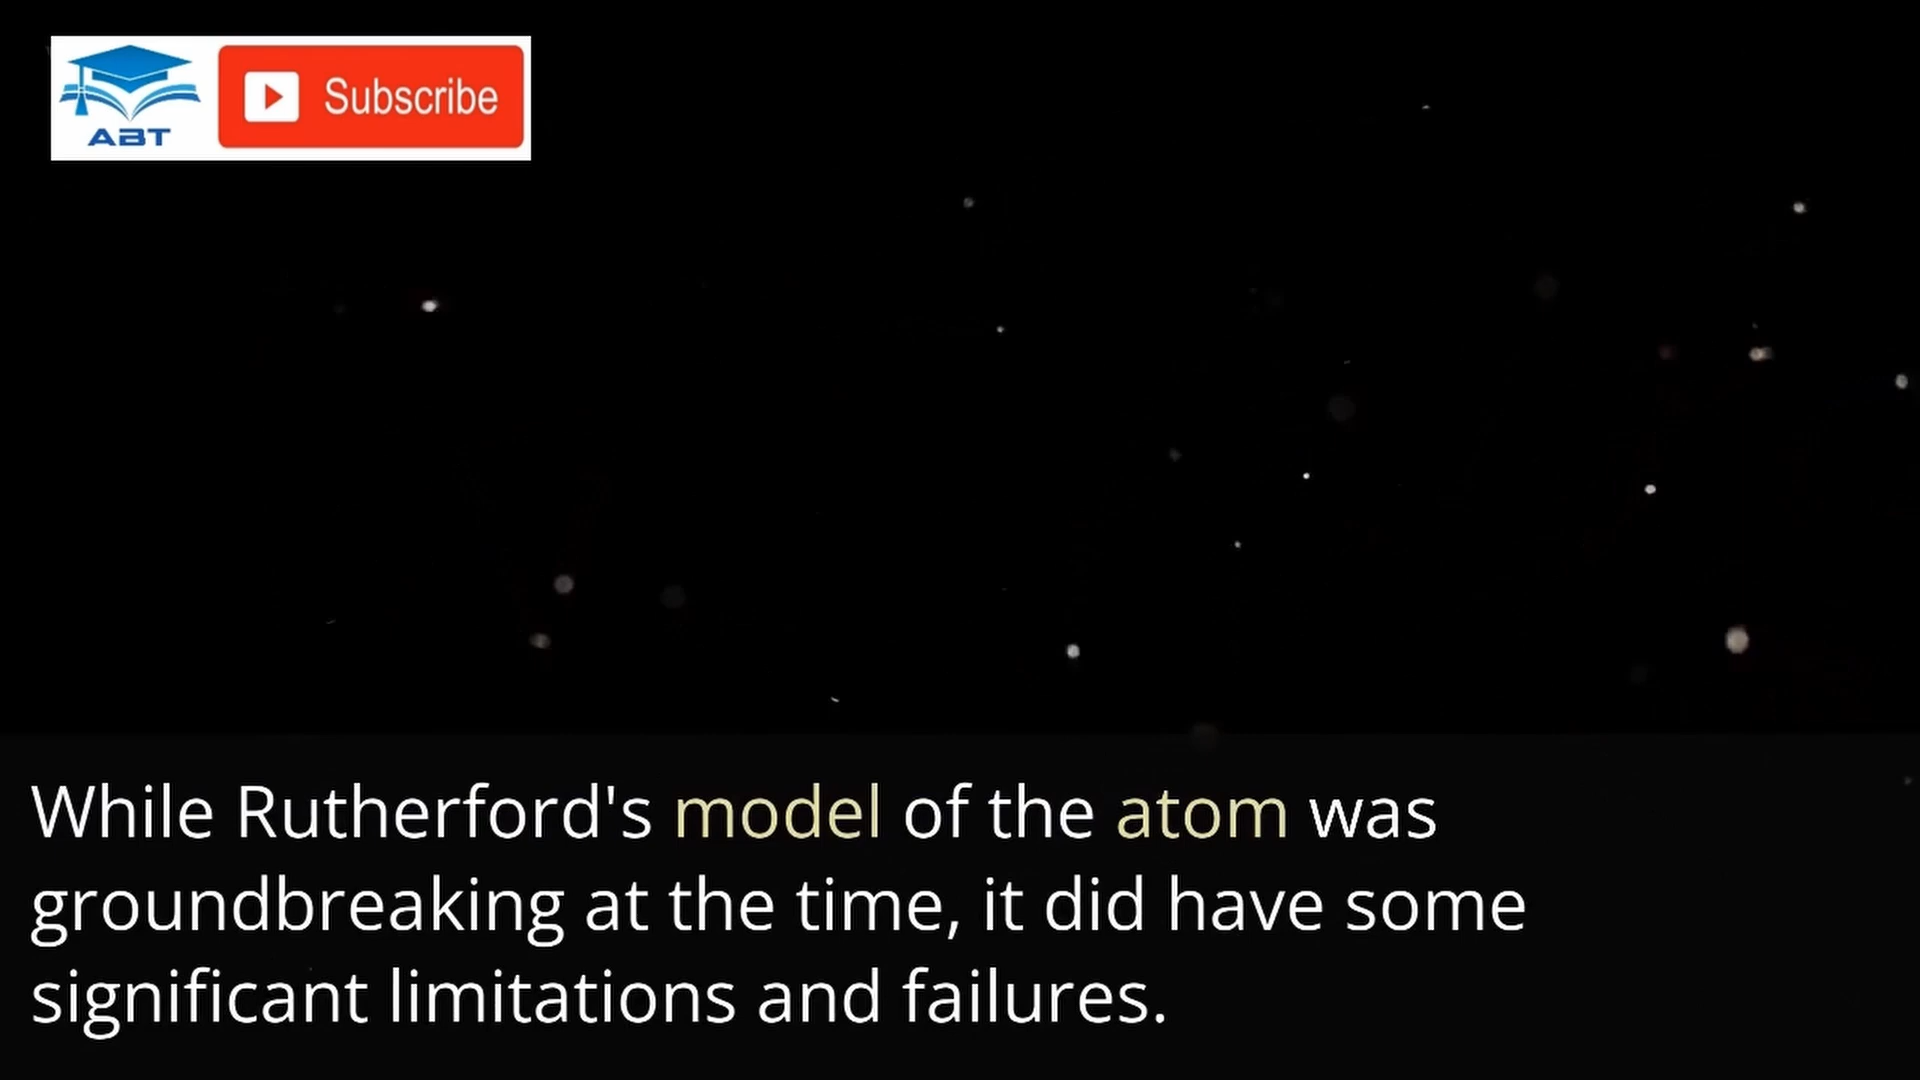 ABT
Subscribe
While Rutherford's model of the atom was
groundbreaking at the time, it did have some
significant limitations and failures.